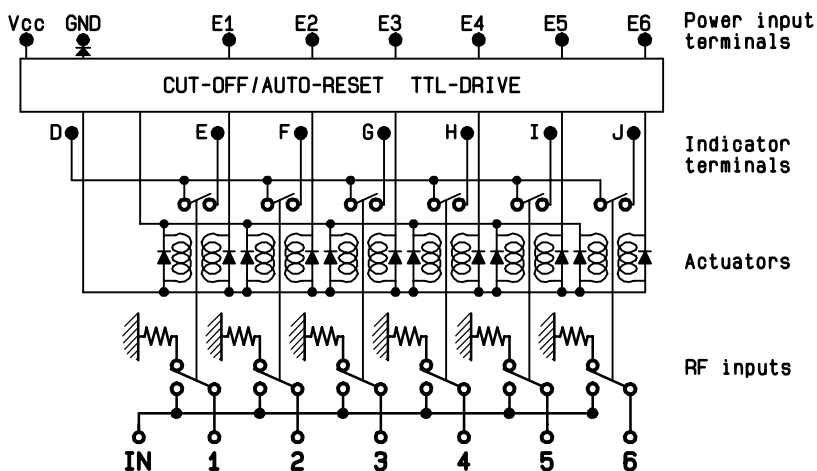 Vcc GND E1 E2 E3 E4 E5 E6 Power input
terminals
CUT-OFF/AUTO-RESET TTL-DRIVE
D E F G H I J Indicator
terminals
Actuators
RF inputs
IN 1 2 3 4 5 6